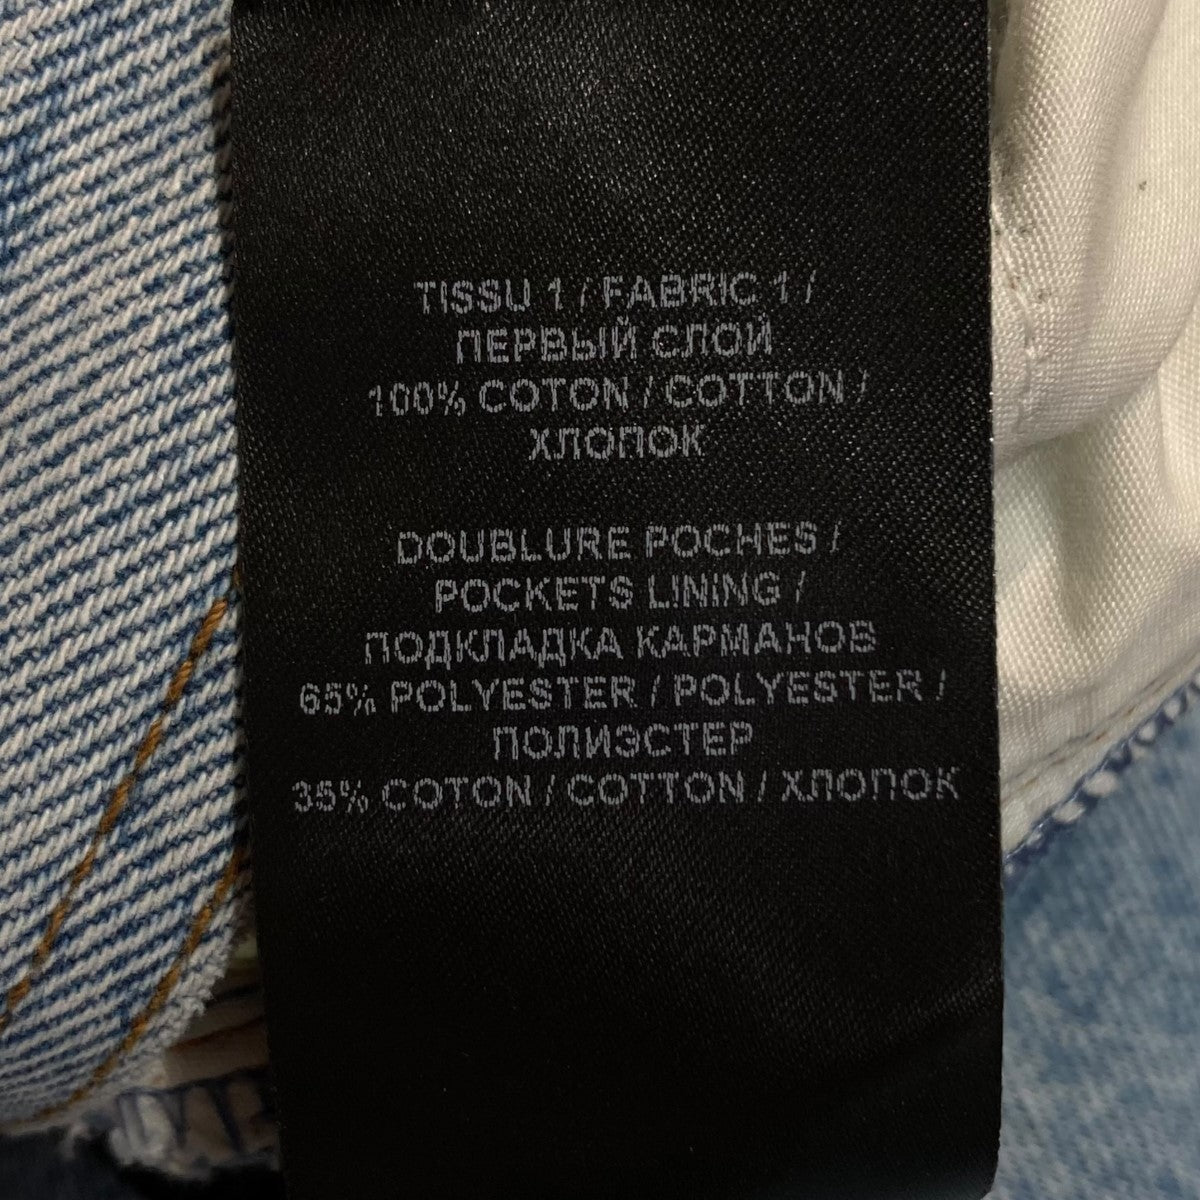 TISSU 1 / FABRIC 1 /
ПЕРВЫЙ СЛОЙ
100% COTON / COTTON /
ХЛОПОК
DOUBLURE POCHES /
POCKETS LINING /
ПОДКЛАДКА КАРМАНОВ
65% POLYESTER / POLYESTER /
ПОЛИЭСТЕР
35% COTON / COTTON / ХЛОПОК